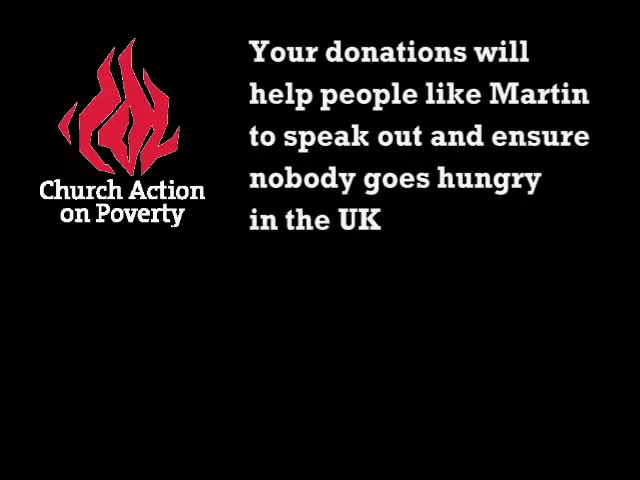 Church Action
on Poverty
Your donations will
help people like Martin
to speak out and ensure
nobody goes hungry
in the UK